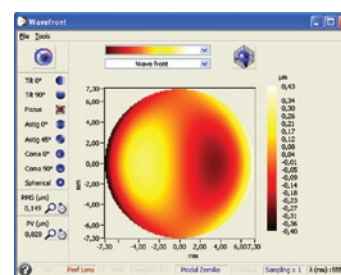 Wavefront
File Tools
Wave front
Tilt 0°
Tilt 90°
Focus
Astig 0°
Astig 45°
Coma 0°
Coma 90°
Spherical
RMS (µm)
0,149
PV (µm)
0,828
7,30
6,00
4,00
2,00
0,00
-2,00
-4,00
-6,00
-7,30
mm
-7,30 -4,00 -2,00 0,00 2,00 4,00 6,007,30
mm
µm
0,43
0,34
0,30
0,26
0,21
0,17
0,12
0,08
0,04
-0,01
-0,05
-0,10
-0,14
-0,18
-0,23
-0,27
-0,31
-0,36
-0,40
Perf Lens Modal Zernike Sampling x 1 λ (nm) :